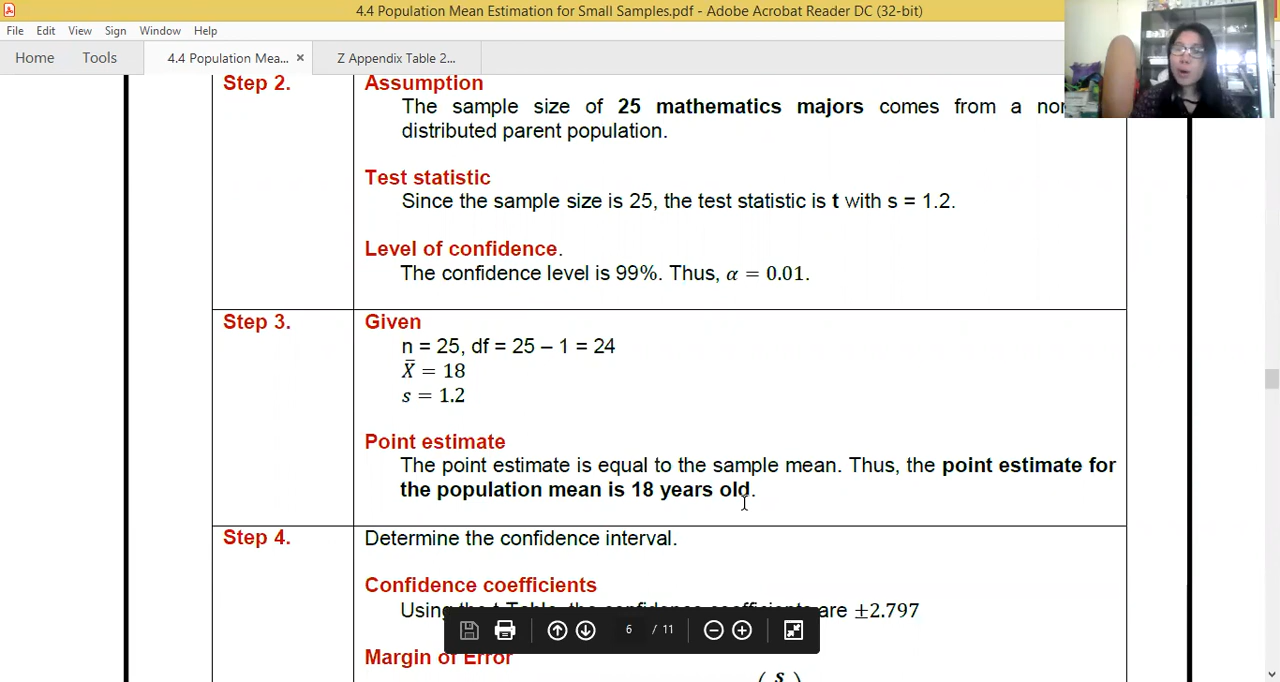 4.4 Population Mean Estimation for Small Samples.pdf - Adobe Acrobat Reader DC (32-bit)
File Edit View Sign Window Help
Home Tools 4.4 Population Mea... × Z Appendix Table 2...
Step 2. Assumption
The sample size of 25 mathematics majors comes from a
distributed parent population.
Test statistic
Since the sample size is 25, the test statistic is t with s = 1.2.
Level of confidence.
The confidence level is 99%. Thus, α = 0.01.
Step 3. Given
n = 25, df = 25 – 1 = 24
X̅ = 18
s = 1.2
Point estimate
The point estimate is equal to the sample mean. Thus, the point estimate for
the population mean is 18 years old.
Step 4. Determine the confidence interval.
Confidence coefficients
Using the t-Table, the confidence coefficients are ±2.797
6 / 11
Margin of Error
(s)